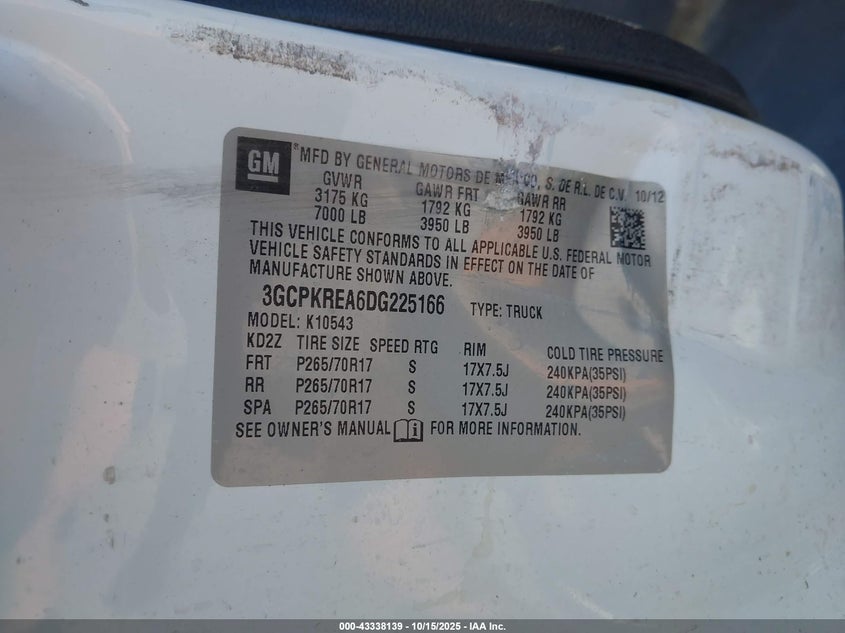 GM
®MFD BY GENERAL MOTORS DE MEXICO, S. DE R.L. DE C.V. 10/12
GVWR GAWR FRT GAWR RR
3175 KG 1792 KG 1792 KG
7000 LB 3950 LB 3950 LB
THIS VEHICLE CONFORMS TO ALL APPLICABLE U.S. FEDERAL MOTOR
VEHICLE SAFETY STANDARDS IN EFFECT ON THE DATE OF
MANUFACTURE SHOWN ABOVE.
3GCPKREA6DG225166 TYPE: TRUCK
MODEL: K10543
KD2Z TIRE SIZE SPEED RTG RIM COLD TIRE PRESSURE
FRT P265/70R17 S 17X7.5J 240KPA(35PSI)
RR P265/70R17 S 17X7.5J 240KPA(35PSI)
SPA P265/70R17 S 17X7.5J 240KPA(35PSI)
SEE OWNER'S MANUAL i FOR MORE INFORMATION.
000-43338139 - 10/15/2025 - IAA Inc.